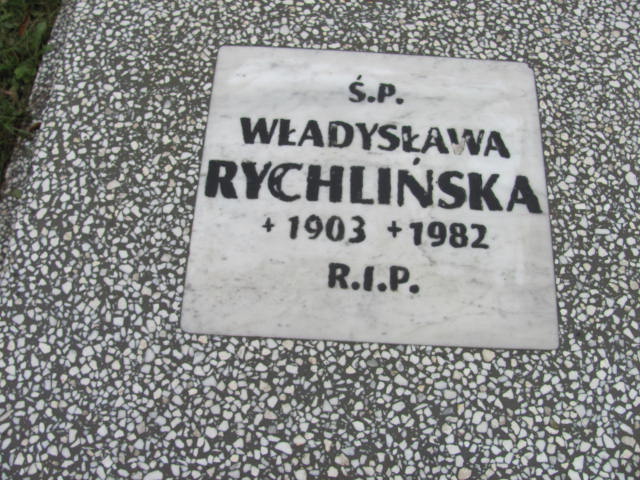 Ś.P.
WŁADYSŁAWA
RYCHLIŃSKA
+ 1903 + 1982
R.I.P.